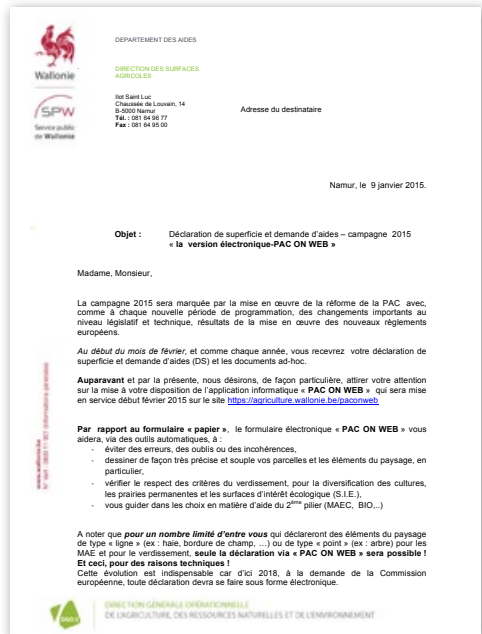 DEPARTEMENT DES AIDES
Wallonie
DIRECTION DES SURFACES
AGRICOLES
Ilot Saint Luc
Chaussée de Louvain, 14
B-5000 Namur
Tél. : 081 64 96 77
Fax : 081 64 95 00
SPW
Service public
de Wallonie
Adresse du destinataire
Namur, le 9 janvier 2015.
Objet : Déclaration de superficie et demande d'aides – campagne 2015
« la version électronique-PAC ON WEB »
Madame, Monsieur,
La campagne 2015 sera marquée par la mise en œuvre de la réforme de la PAC avec,
comme à chaque nouvelle période de programmation, des changements importants au
niveau législatif et technique, résultats de la mise en œuvre des nouveaux règlements
européens.
Au début du mois de février, et comme chaque année, vous recevrez votre déclaration de
superficie et demande d'aides (DS) et les documents ad-hoc.
Auparavant et par la présente, nous désirons, de façon particulière, attirer votre attention
sur la mise à votre disposition de l'application informatique « PAC ON WEB » qui sera mise
en service début février 2015 sur le site https://agriculture.wallonie.be/paconweb
Par rapport au formulaire « papier », le formulaire électronique « PAC ON WEB » vous
aidera, via des outils automatiques, à :
- éviter des erreurs, des oublis ou des incohérences,
- dessiner de façon très précise et souple vos parcelles et les éléments du paysage, en
particulier,
- vérifier le respect des critères du verdissement, pour la diversification des cultures,
les prairies permanentes et les surfaces d'intérêt écologique (S.I.E.),
- vous guider dans les choix en matière d'aides du 2ème pilier (MAEC, BIO,..)
A noter que pour un nombre limité d'entre vous qui déclareront des éléments du paysage
de type « ligne » (ex : haie, bordure de champ, …) ou de type « point » (ex : arbre) pour les
MAE et pour le verdissement, seule la déclaration via « PAC ON WEB » sera possible !
Et ceci, pour des raisons techniques !
Cette évolution est indispensable car d'ici 2018, à la demande de la Commission
européenne, toute déclaration devra se faire sous forme électronique.
www.wallonie.be
DIRECTION GÉNÉRALE OPÉRATIONNELLE
DE L'AGRICULTURE, DES RESSOURCES NATURELLES ET DE L'ENVIRONNEMENT